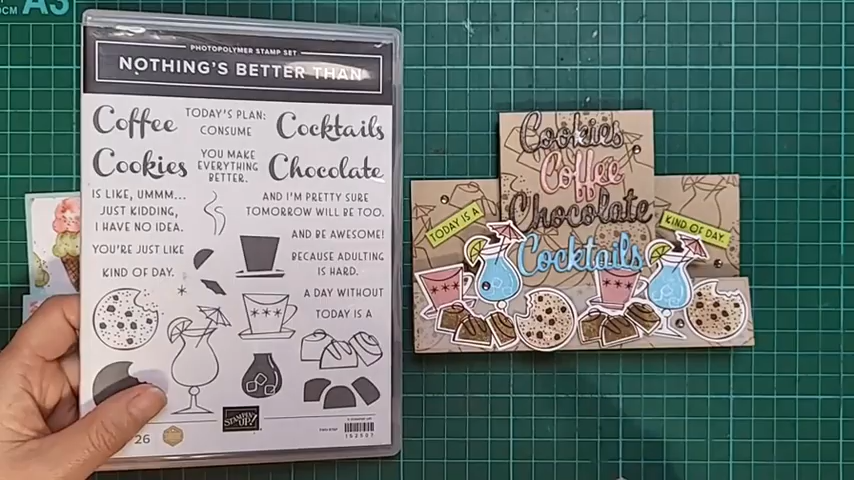 A3
PHOTOPOLYMER STAMP SET
NOTHING'S BETTER THAN
Coffee
TODAY'S PLAN:
CONSUME
Cocktails
Cookies
YOU MAKE
EVERYTHING
BETTER.
Chocolate
IS LIKE, UMMM...
JUST KIDDING,
I HAVE NO IDEA.
AND I'M PRETTY SURE
TOMORROW WILL BE TOO.
YOU'RE JUST LIKE
AND BE AWESOME!
KIND OF DAY.
BECAUSE ADULTING
IS HARD.
A DAY WITHOUT
TODAY IS A
STAMPIN' UP!
26
Cookies
Coffee
Chocolate
Cocktails
TODAY IS A
KIND OF DAY.